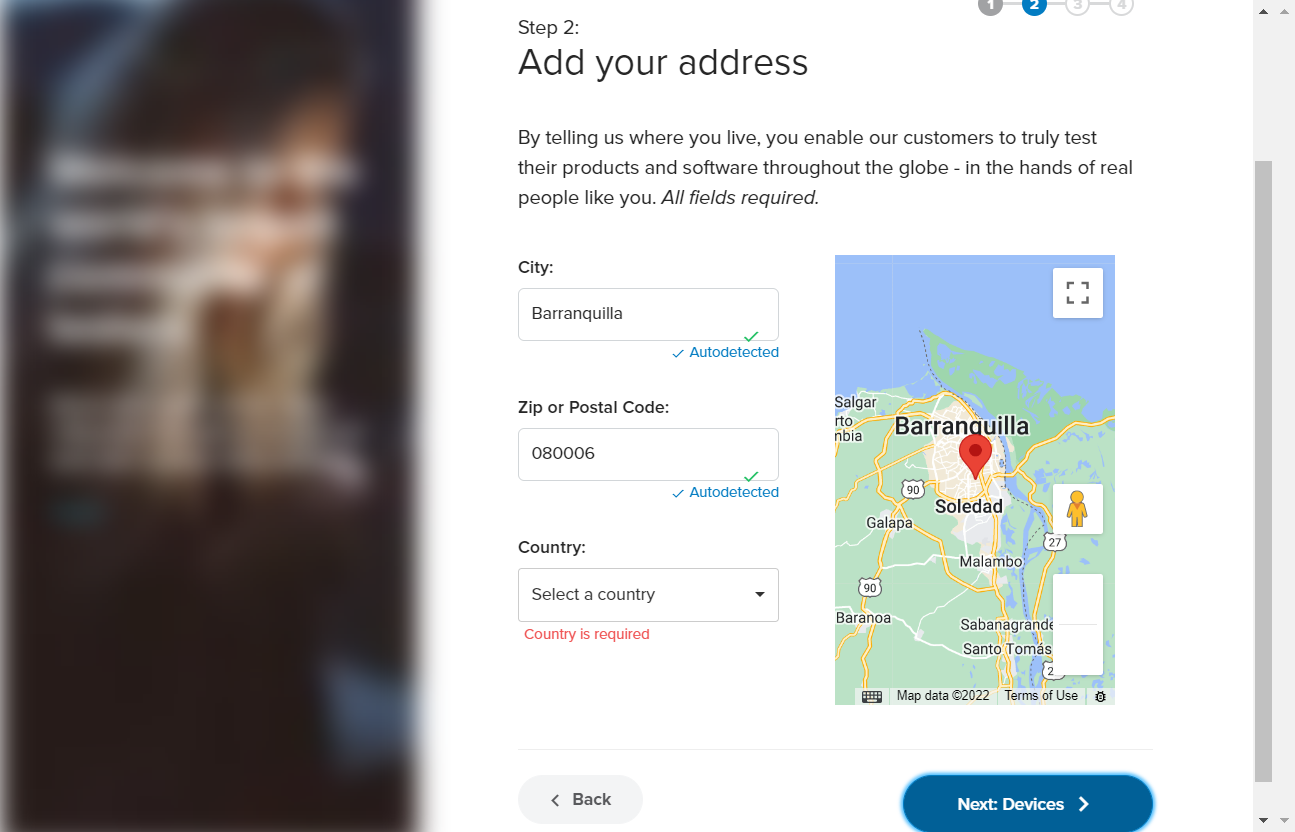 1 2 3 4
Step 2:
Add your address
By telling us where you live, you enable our customers to truly test
their products and software throughout the globe - in the hands of real
people like you. All fields required.
City:
Barranquilla
Autodetected
Zip or Postal Code:
080006
Autodetected
Country:
Select a country
Country is required
Salgar
rto
mbia
Barranquilla
90
Soledad
Galapa
27
Malambo
90
Baranoa
Sabanagrande
Santo Tomás
2
Map data ©2022 Terms of Use
Back
Next: Devices